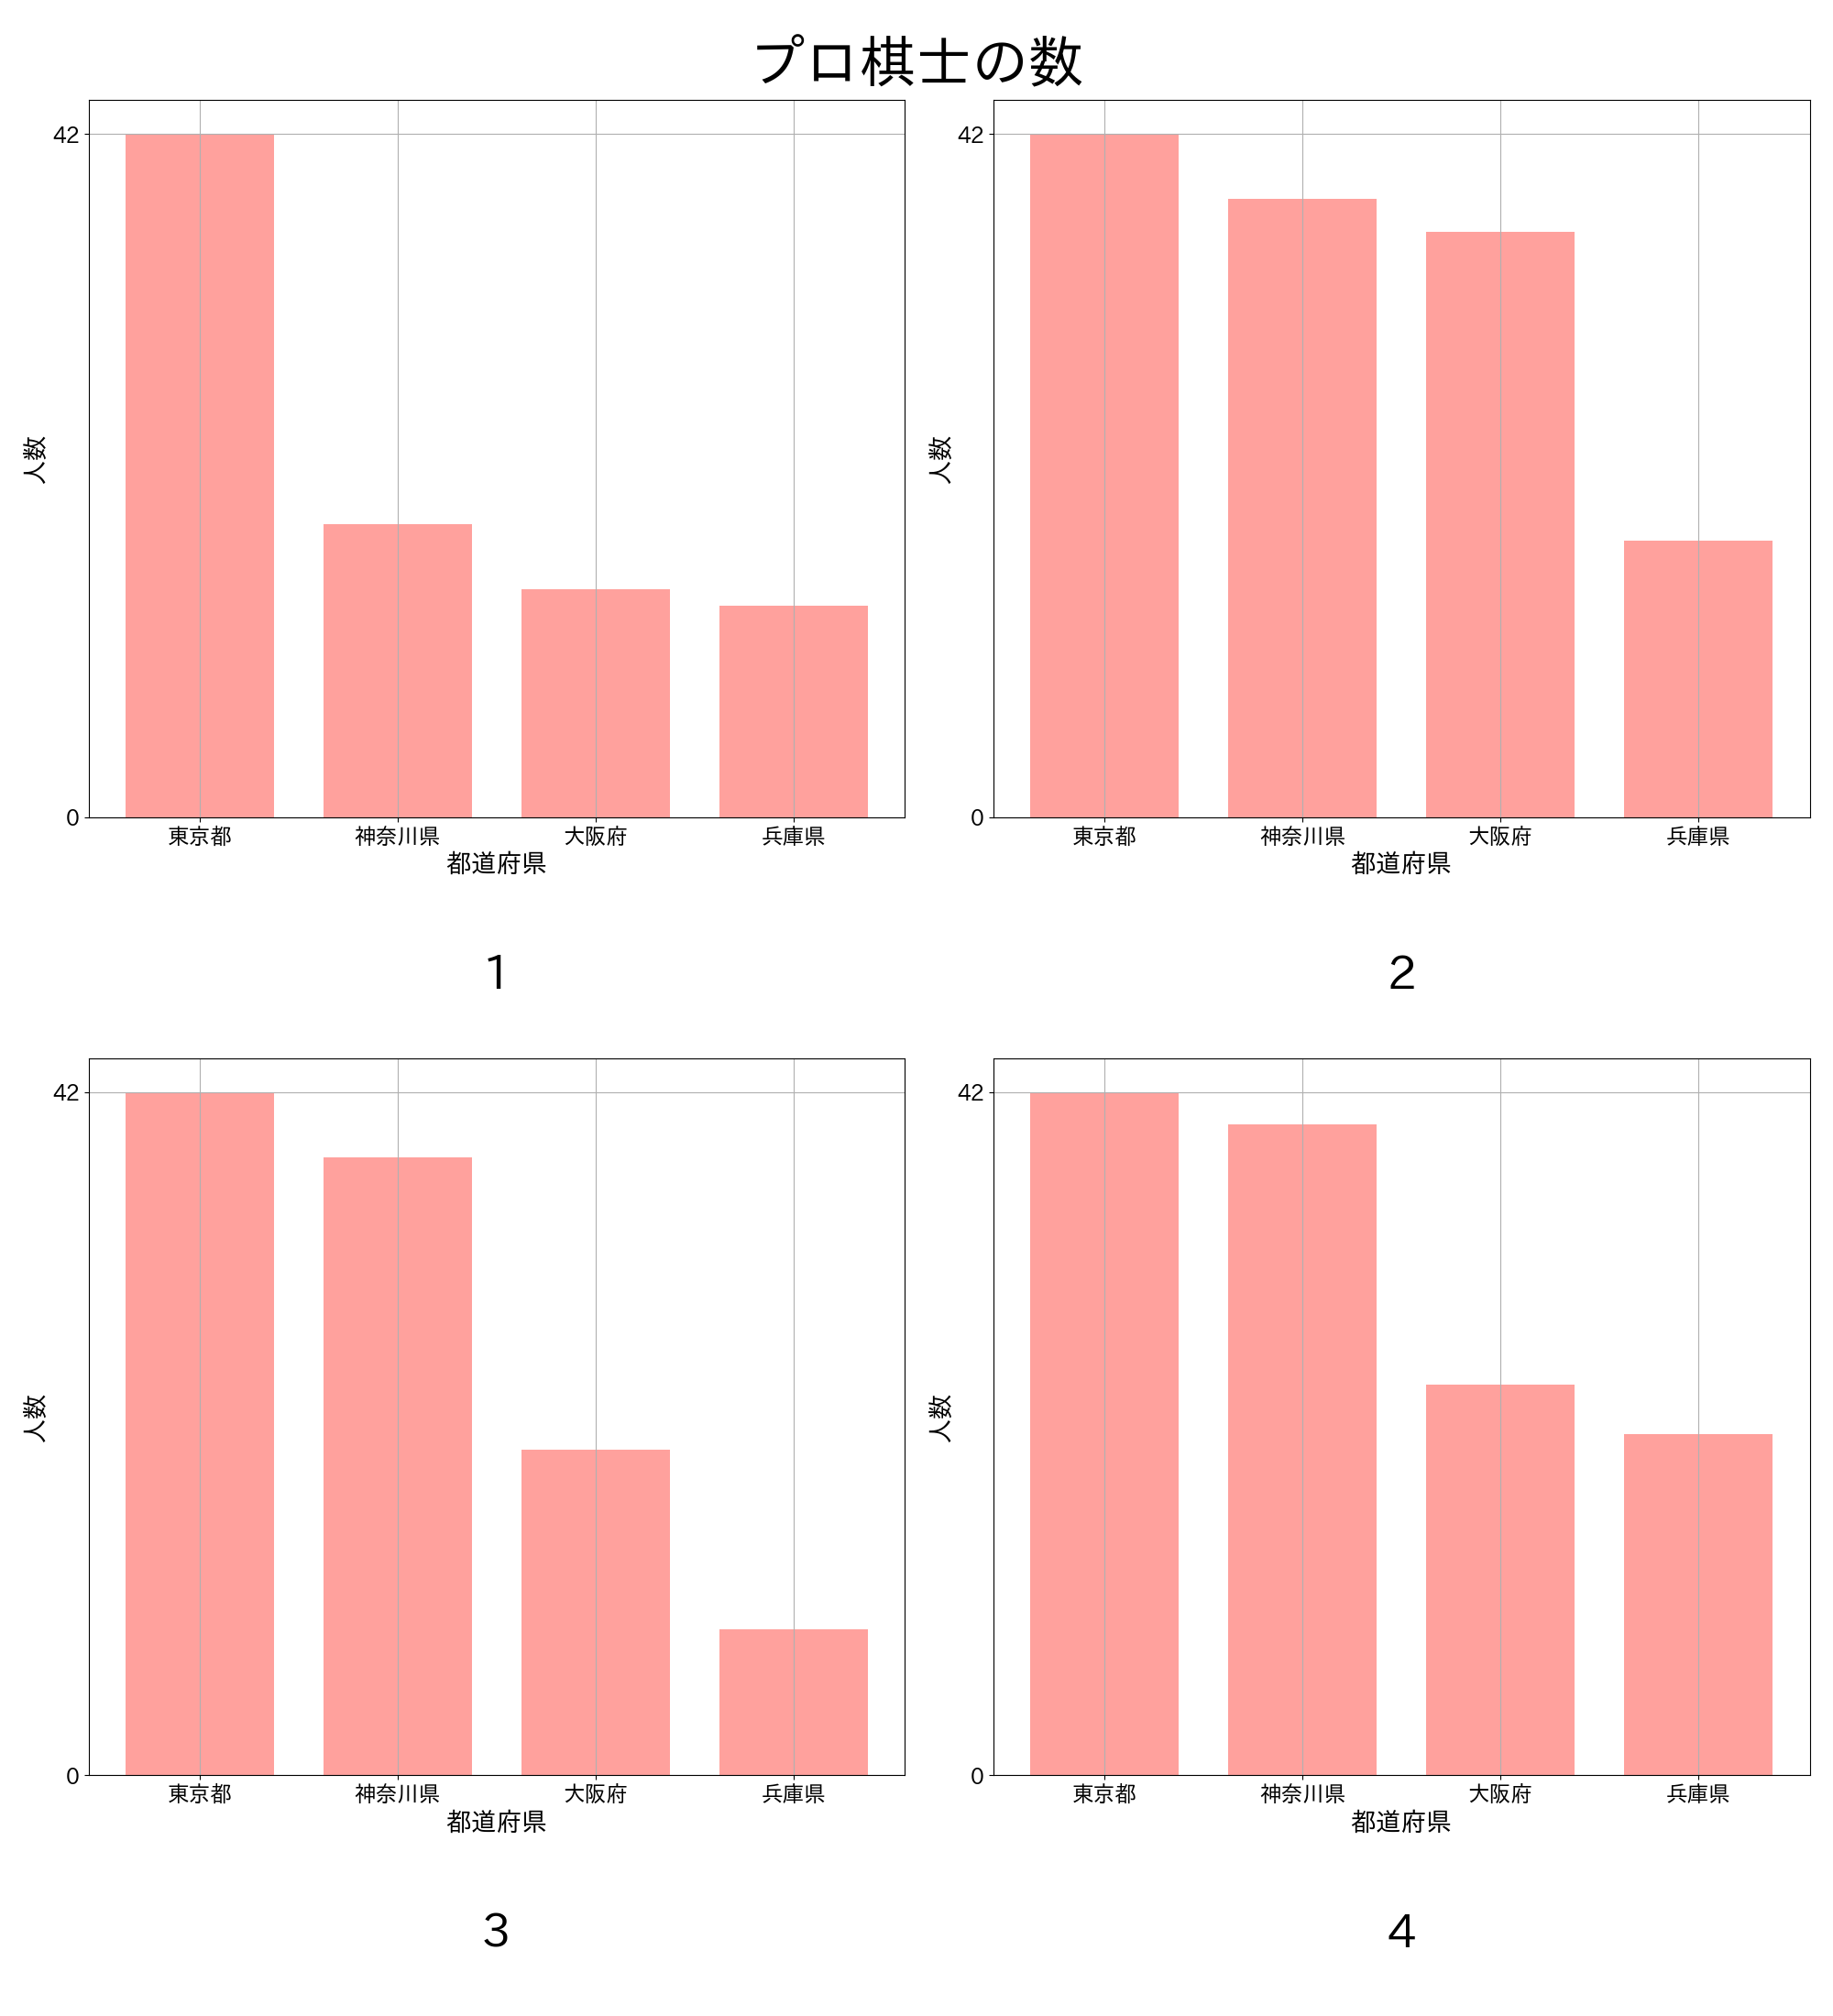 プロ棋士の数
42
0
人数
東京都 神奈川県 大阪府 兵庫県
都道府県
1
42
0
人数
東京都 神奈川県 大阪府 兵庫県
都道府県
2
42
0
人数
東京都 神奈川県 大阪府 兵庫県
都道府県
3
42
0
人数
東京都 神奈川県 大阪府 兵庫県
都道府県
4